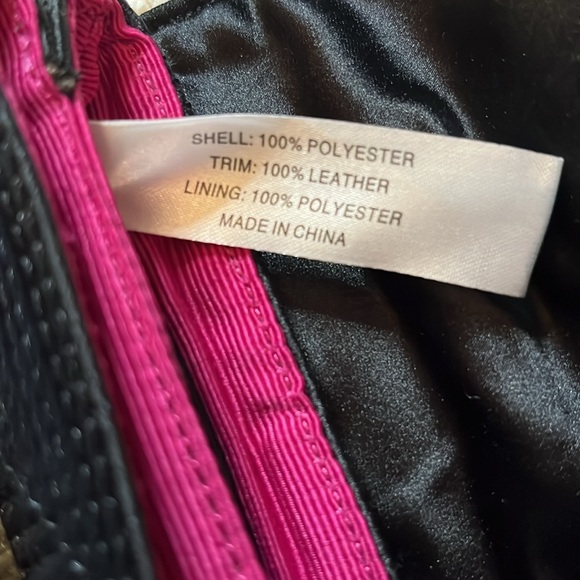 SHELL: 100% POLYESTER
TRIM: 100% LEATHER
LINING: 100% POLYESTER
MADE IN CHINA